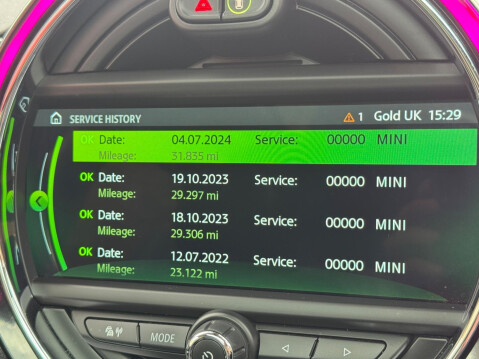 SERVICE HISTORY 1 Gold UK 15:29
OK Date: 04.07.2024 Service: 00000 MINI
Mileage: 31.835 mi
OK Date: 19.10.2023 Service: 00000 MINI
Mileage: 29.297 mi
OK Date: 18.10.2023 Service: 00000 MINI
Mileage: 29.306 mi
OK Date: 12.07.2022 Service: 00000 MINI
Mileage: 23.122 mi
MODE